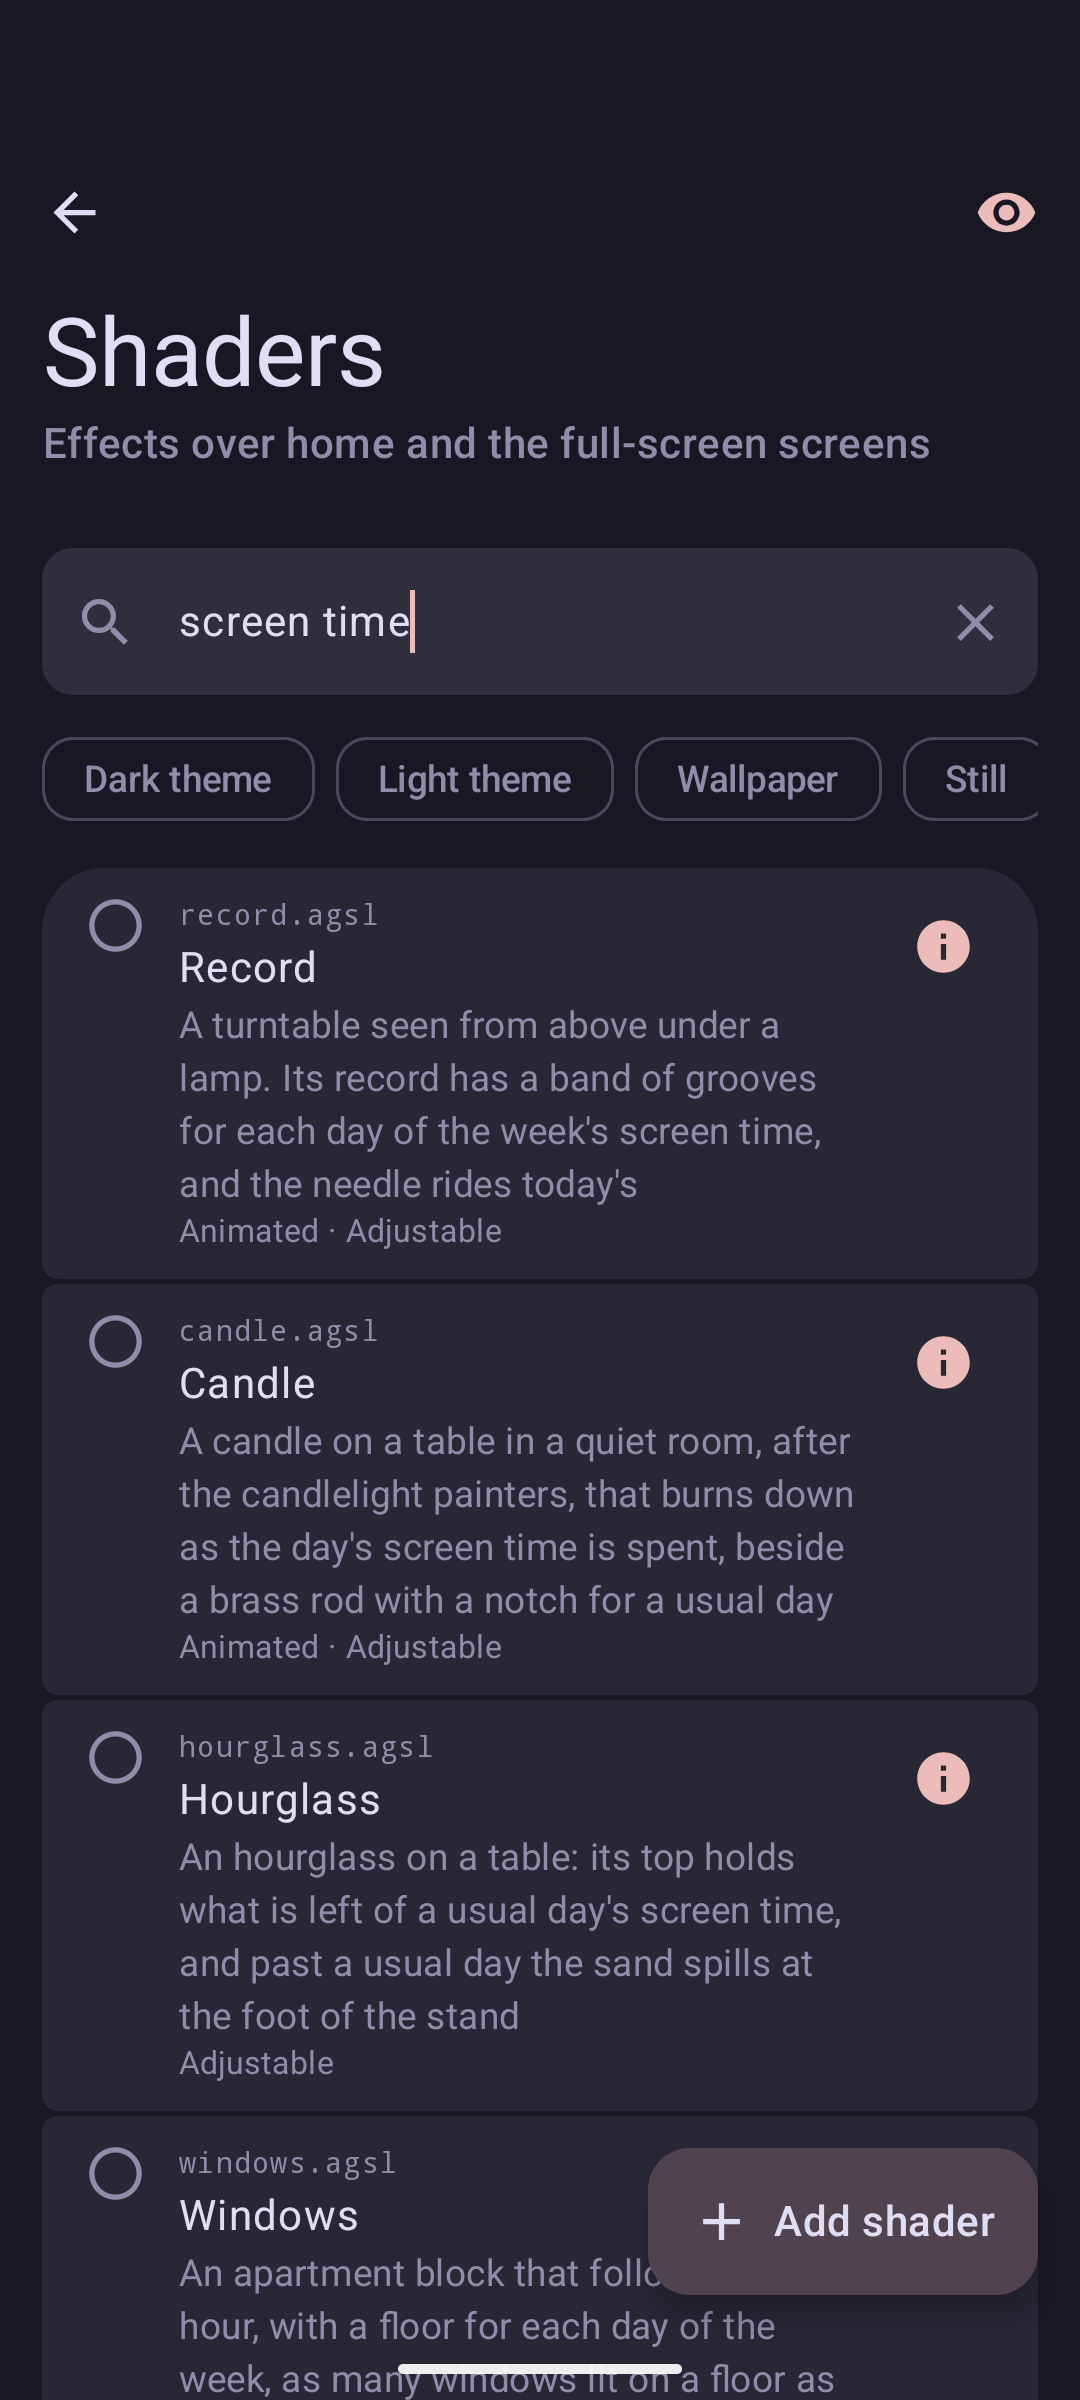 Shaders
Effects over home and the full-screen screens
screen time
Dark theme
Light theme
Wallpaper
Still
record.agsl
Record
A turntable seen from above under a
lamp. Its record has a band of grooves
for each day of the week's screen time,
and the needle rides today's
Animated · Adjustable
candle.agsl
Candle
A candle on a table in a quiet room, after
the candlelight painters, that burns down
as the day's screen time is spent, beside
a brass rod with a notch for a usual day
Animated · Adjustable
hourglass.agsl
Hourglass
An hourglass on a table: its top holds
what is left of a usual day's screen time,
and past a usual day the sand spills at
the foot of the stand
Adjustable
windows.agsl
Windows
Add shader
An apartment block that
hour, with a floor for each day of the
week, as many windows lit on a floor as